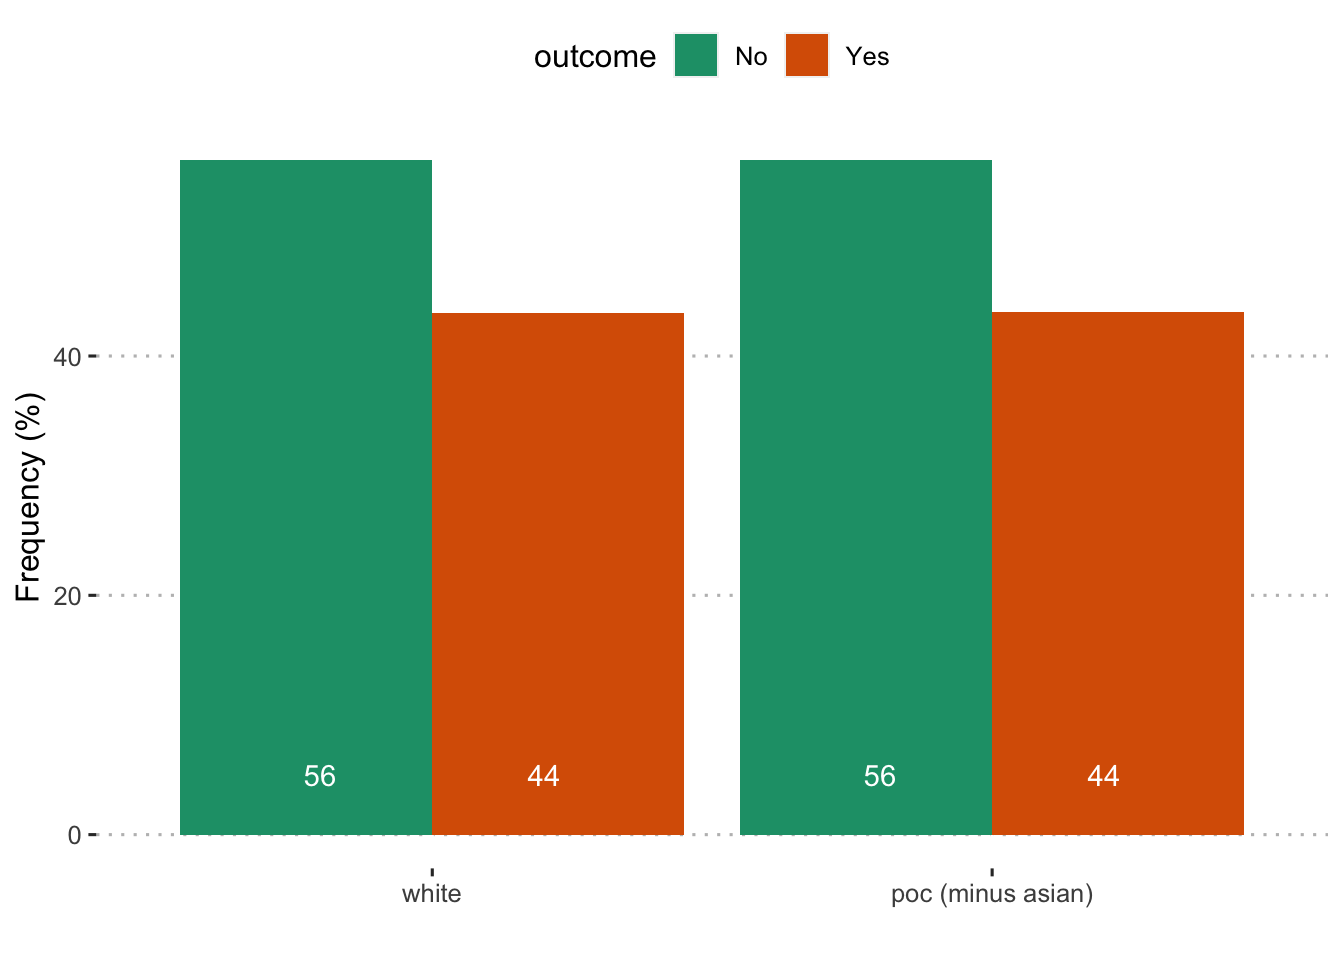 outcome No Yes
Frequency (%)
40
20
0
56 44 56 44
white poc (minus asian)